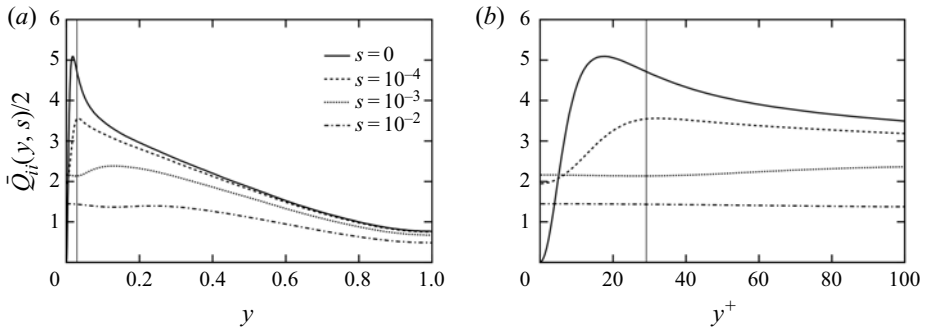 (a)
6
5
4
3
2
1
0
0.2
0.4
0.6
0.8
1.0
y
Q̄ii(y, s)/2
s = 0
s = 10–4
s = 10–3
s = 10–2
(b)
6
5
4
3
2
1
0
20
40
60
80
100
y+